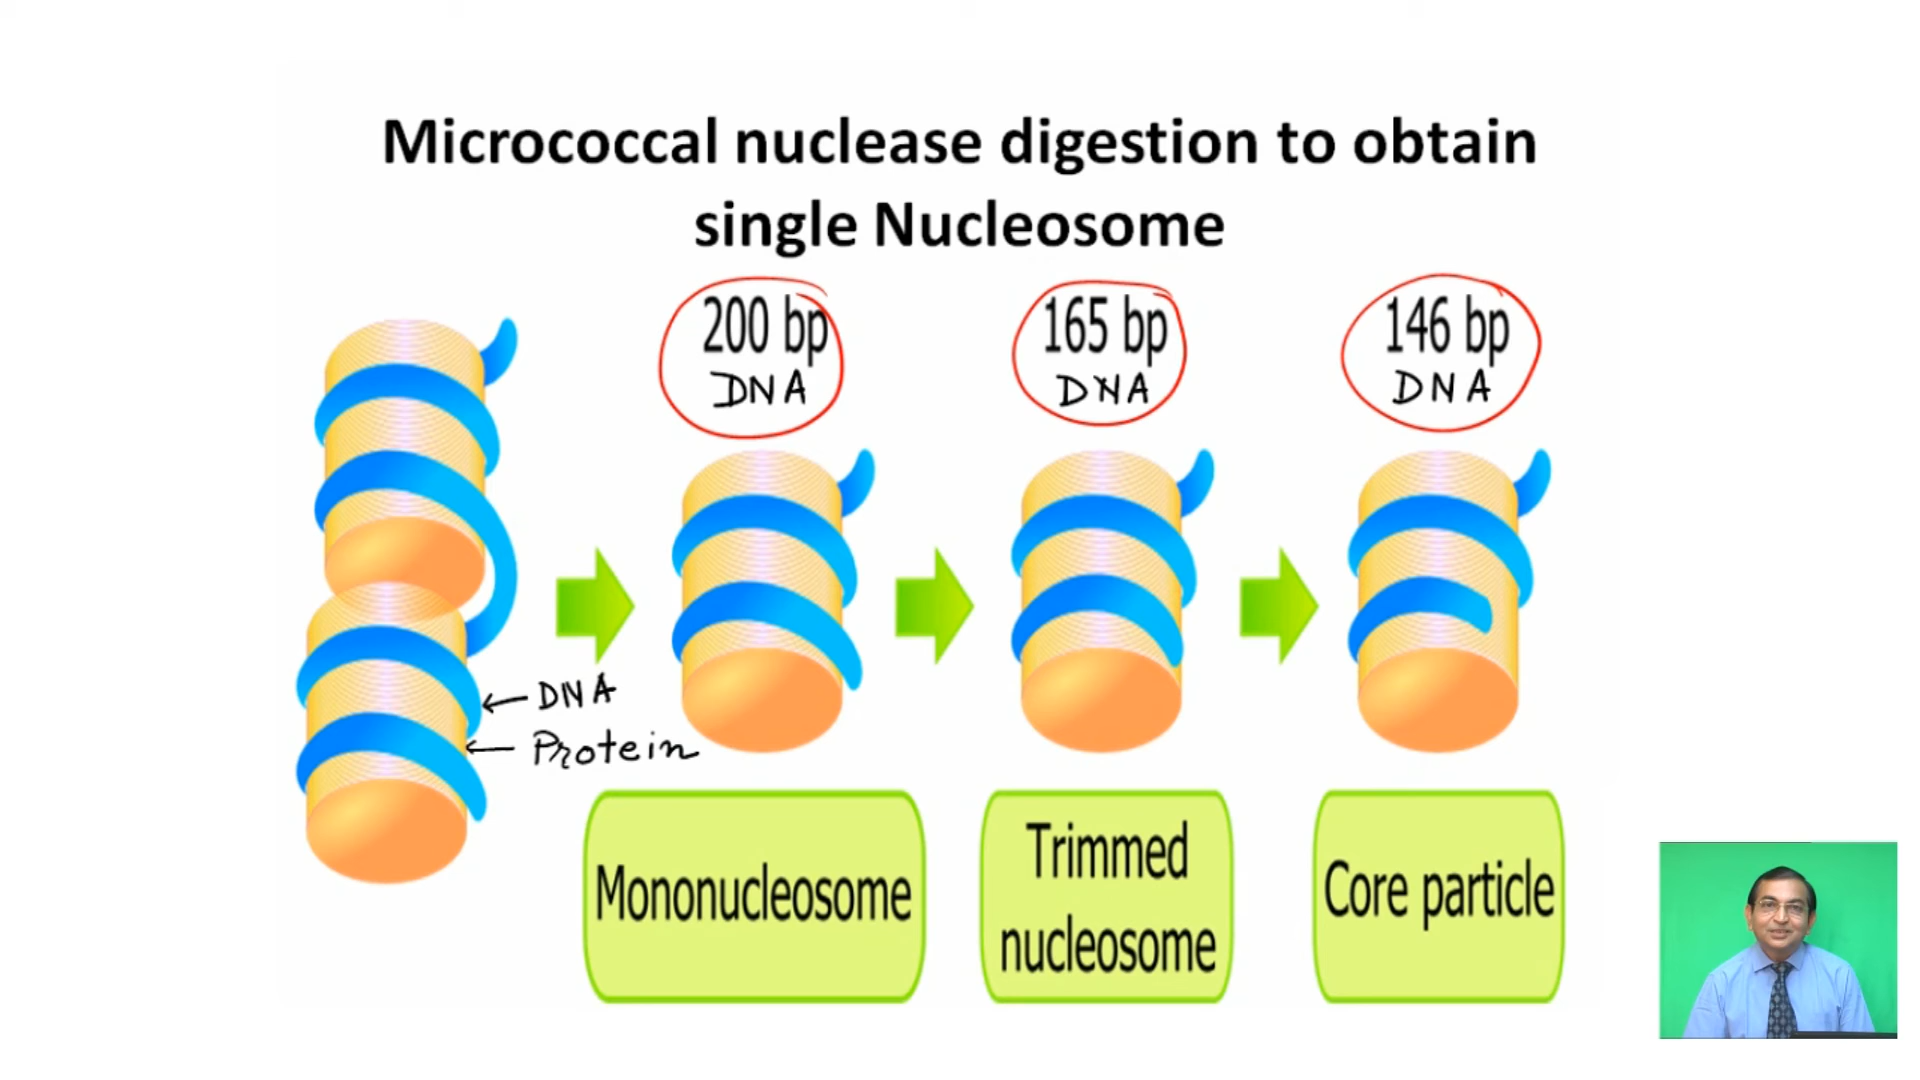 Micrococcal nuclease digestion to obtain
single Nucleosome
200 bp
DNA
165 bp
DNA
146 bp
DNA
← DNA
← Protein
Mononucleosome
Trimmed
nucleosome
Core particle